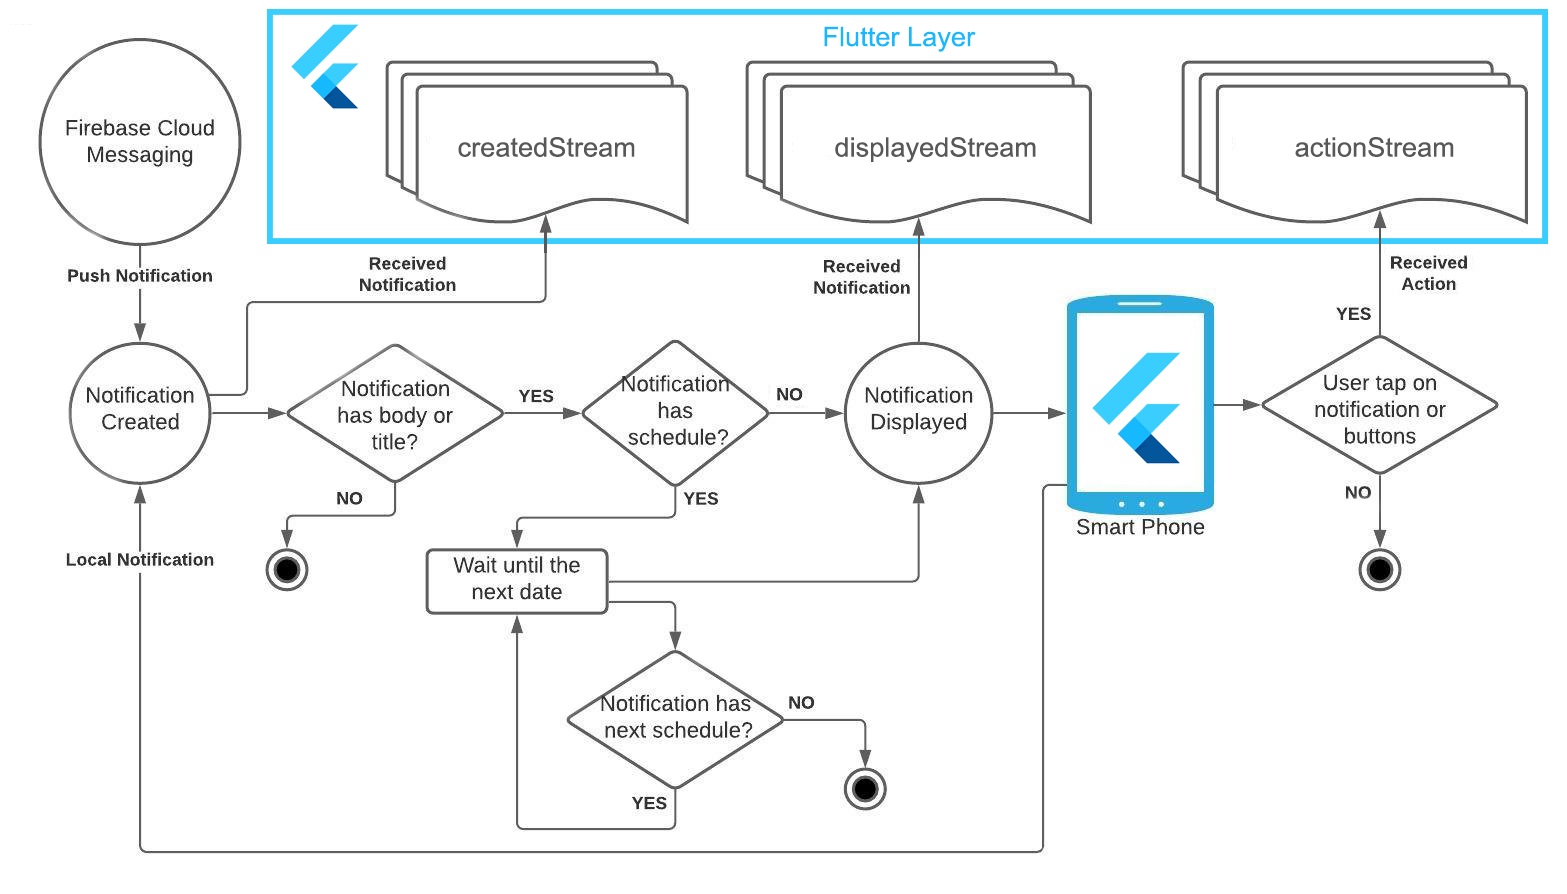 Flutter Layer
Firebase Cloud
Messaging
createdStream
displayedStream
actionStream
Push Notification
Received
Notification
Received
Notification
Received
Action
YES
Notification
Created
Notification
has body or
title?
YES
Notification
has
schedule?
NO
Notification
Displayed
User tap on
notification or
buttons
NO
YES
NO
Smart Phone
Local Notification
Wait until the
next date
Notification has
next schedule?
NO
YES